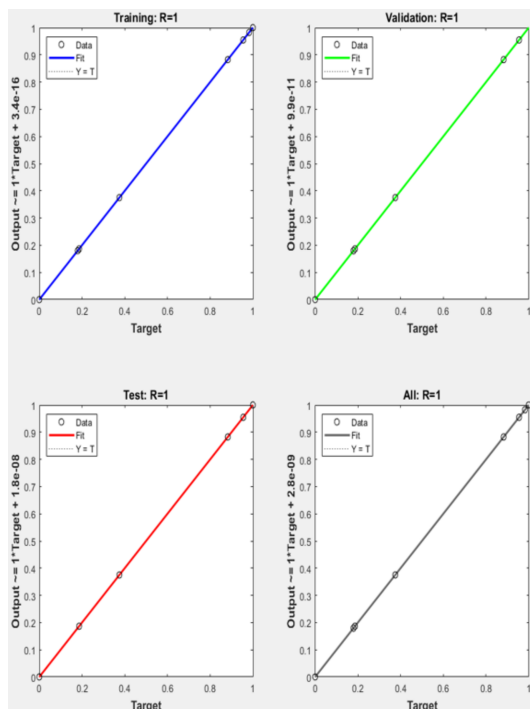 Training: R=1
Output ~= 1*Target + 3.4e-16
1
0.9
0.8
0.7
0.6
0.5
0.4
0.3
0.2
0.1
0
Data
Fit
Y = T
0 0.2 0.4 0.6 0.8 1
Target
Validation: R=1
Output ~= 1*Target + 9.9e-11
1
0.9
0.8
0.7
0.6
0.5
0.4
0.3
0.2
0.1
0
Data
Fit
Y = T
0 0.2 0.4 0.6 0.8 1
Target
Test: R=1
Output ~= 1*Target + 1.8e-08
1
0.9
0.8
0.7
0.6
0.5
0.4
0.3
0.2
0.1
0
Data
Fit
Y = T
0 0.2 0.4 0.6 0.8 1
Target
All: R=1
Output ~= 1*Target + 2.8e-09
1
0.9
0.8
0.7
0.6
0.5
0.4
0.3
0.2
0.1
0
Data
Fit
Y = T
0 0.2 0.4 0.6 0.8 1
Target